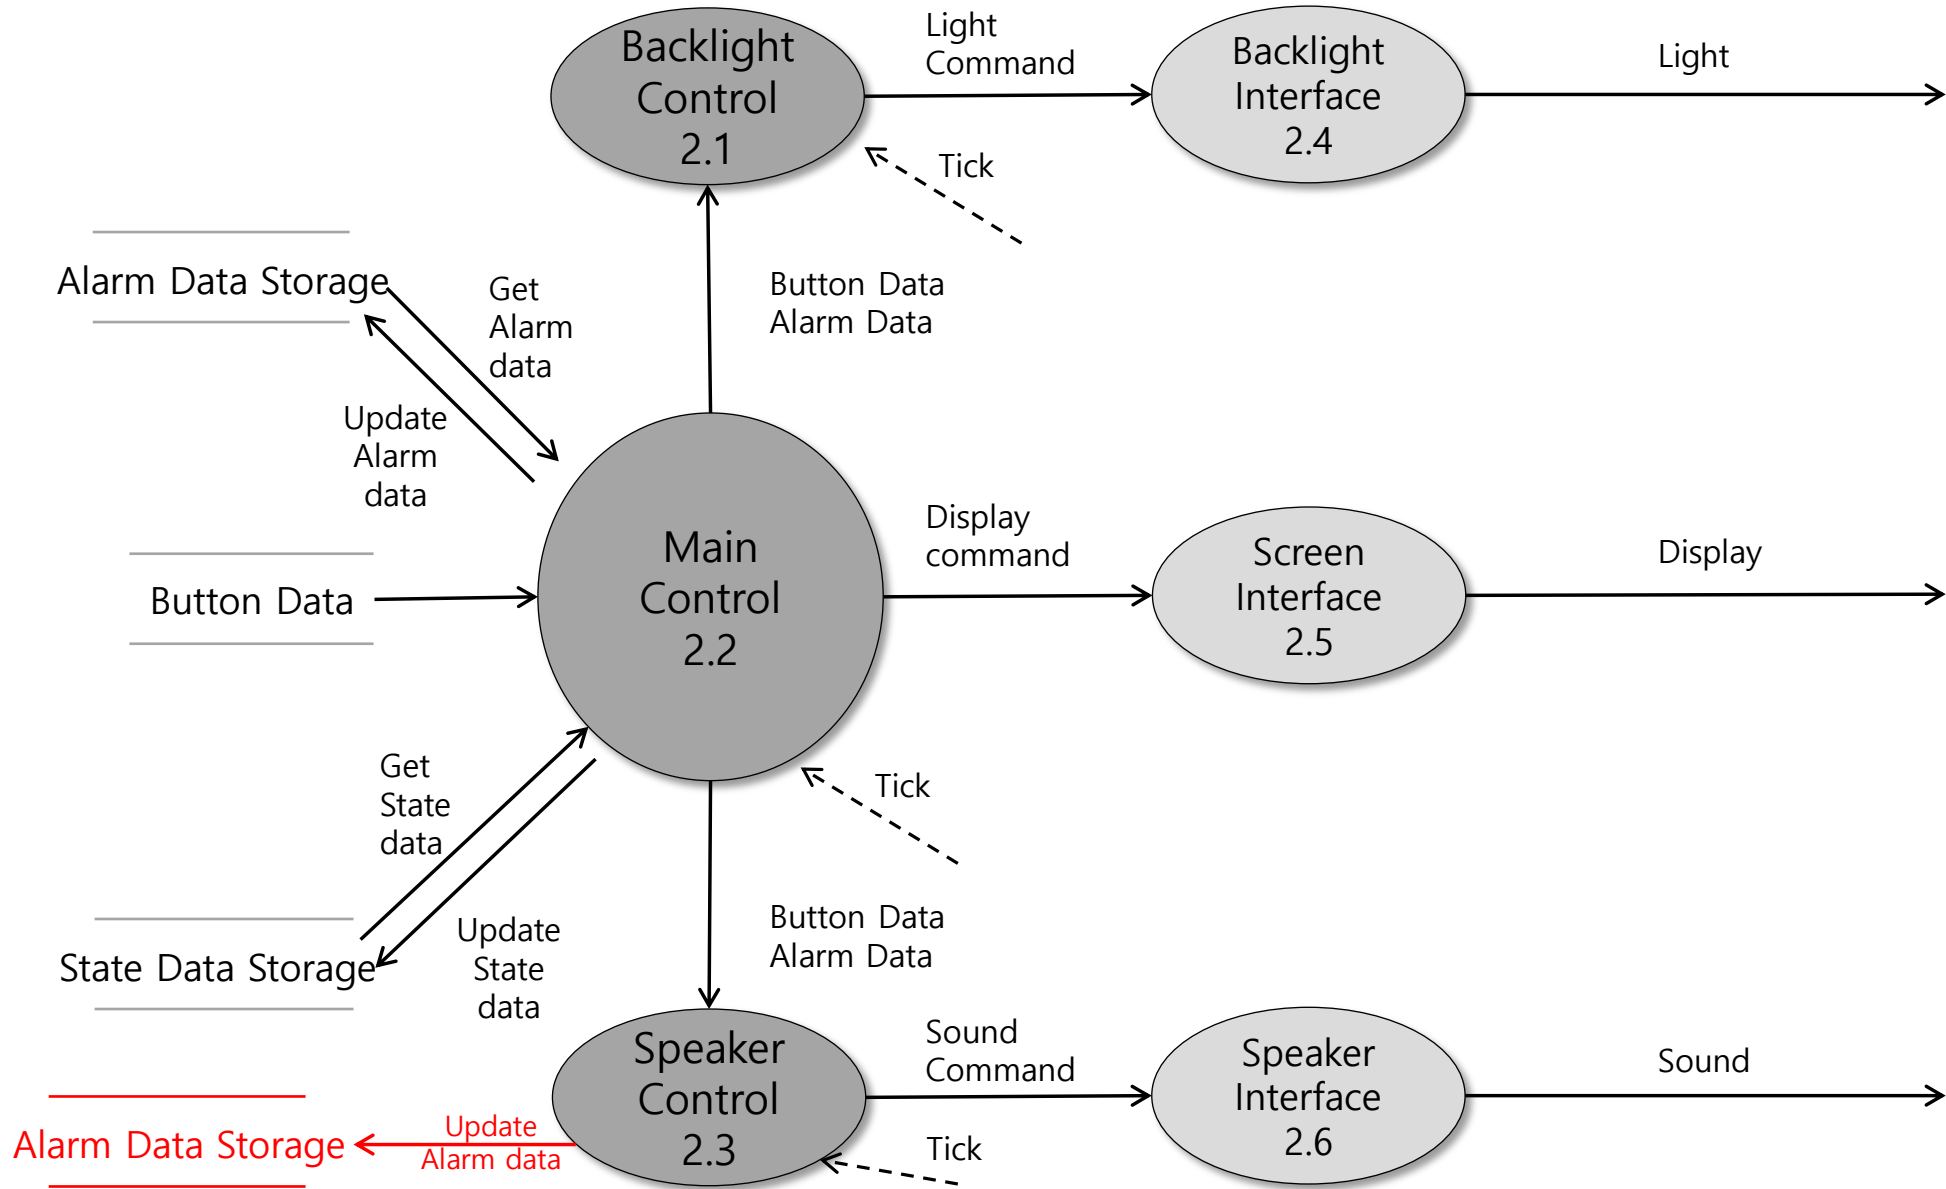 Backlight
Control
2.1
Light
Command
Backlight
Interface
2.4
Light
Tick
Alarm Data Storage
Get
Alarm
data
Button Data
Alarm Data
Update
Alarm
data
Button Data
Main
Control
2.2
Display
command
Screen
Interface
2.5
Display
Get
State
data
Tick
State Data Storage
Update
State
data
Button Data
Alarm Data
Speaker
Control
2.3
Sound
Command
Speaker
Interface
2.6
Sound
Alarm Data Storage
Update
Alarm data
Tick